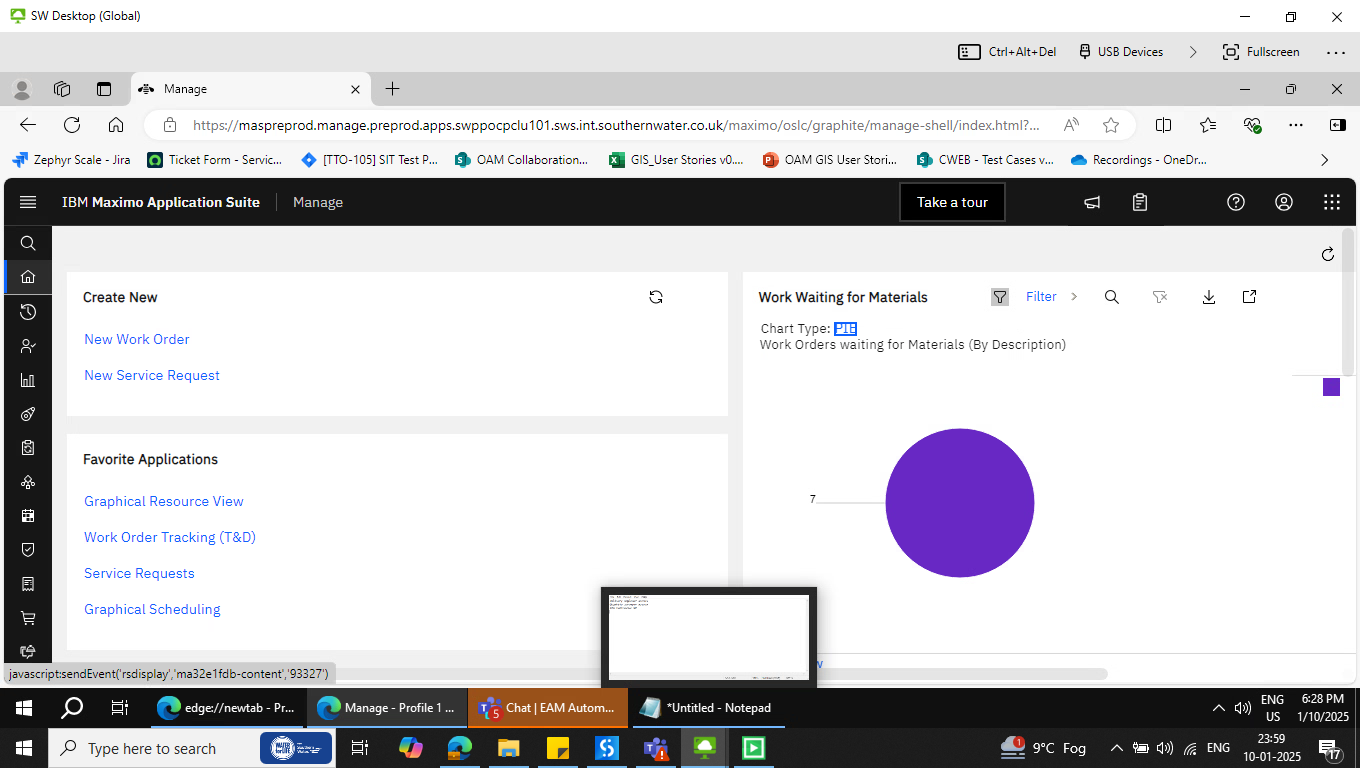 SW Desktop (Global)
Ctrl+Alt+Del
USB Devices
Fullscreen
Manage
https://maspreprod.manage.preprod.apps.swppocpclu101.sws.int.southernwater.co.uk/maximo/oslc/graphite/manage-shell/index.html?...
Zephyr Scale - Jira
Ticket Form - Servic...
[TTO-105] SIT Test P...
OAM Collaboration...
GIS_User Stories v0....
OAM GIS User Stori...
CWEB - Test Cases v...
Recordings - OneDr...
IBM Maximo Application Suite
Manage
Take a tour
Create New
New Work Order
New Service Request
Favorite Applications
Graphical Resource View
Work Order Tracking (T&D)
Service Requests
Graphical Scheduling
Work Waiting for Materials
Filter
Chart Type: PIE
Work Orders waiting for Materials (By Description)
7
javascript:sendEvent('rsdisplay','ma32e1fdb-content','93327')
edge://newtab - Pr...
Manage - Profile 1 ...
5
Chat | EAM Autom...
*Untitled - Notepad
ENG
US
6:28 PM
1/10/2025
Type here to search
1
9°C Fog
ENG
23:59
10-01-2025
17